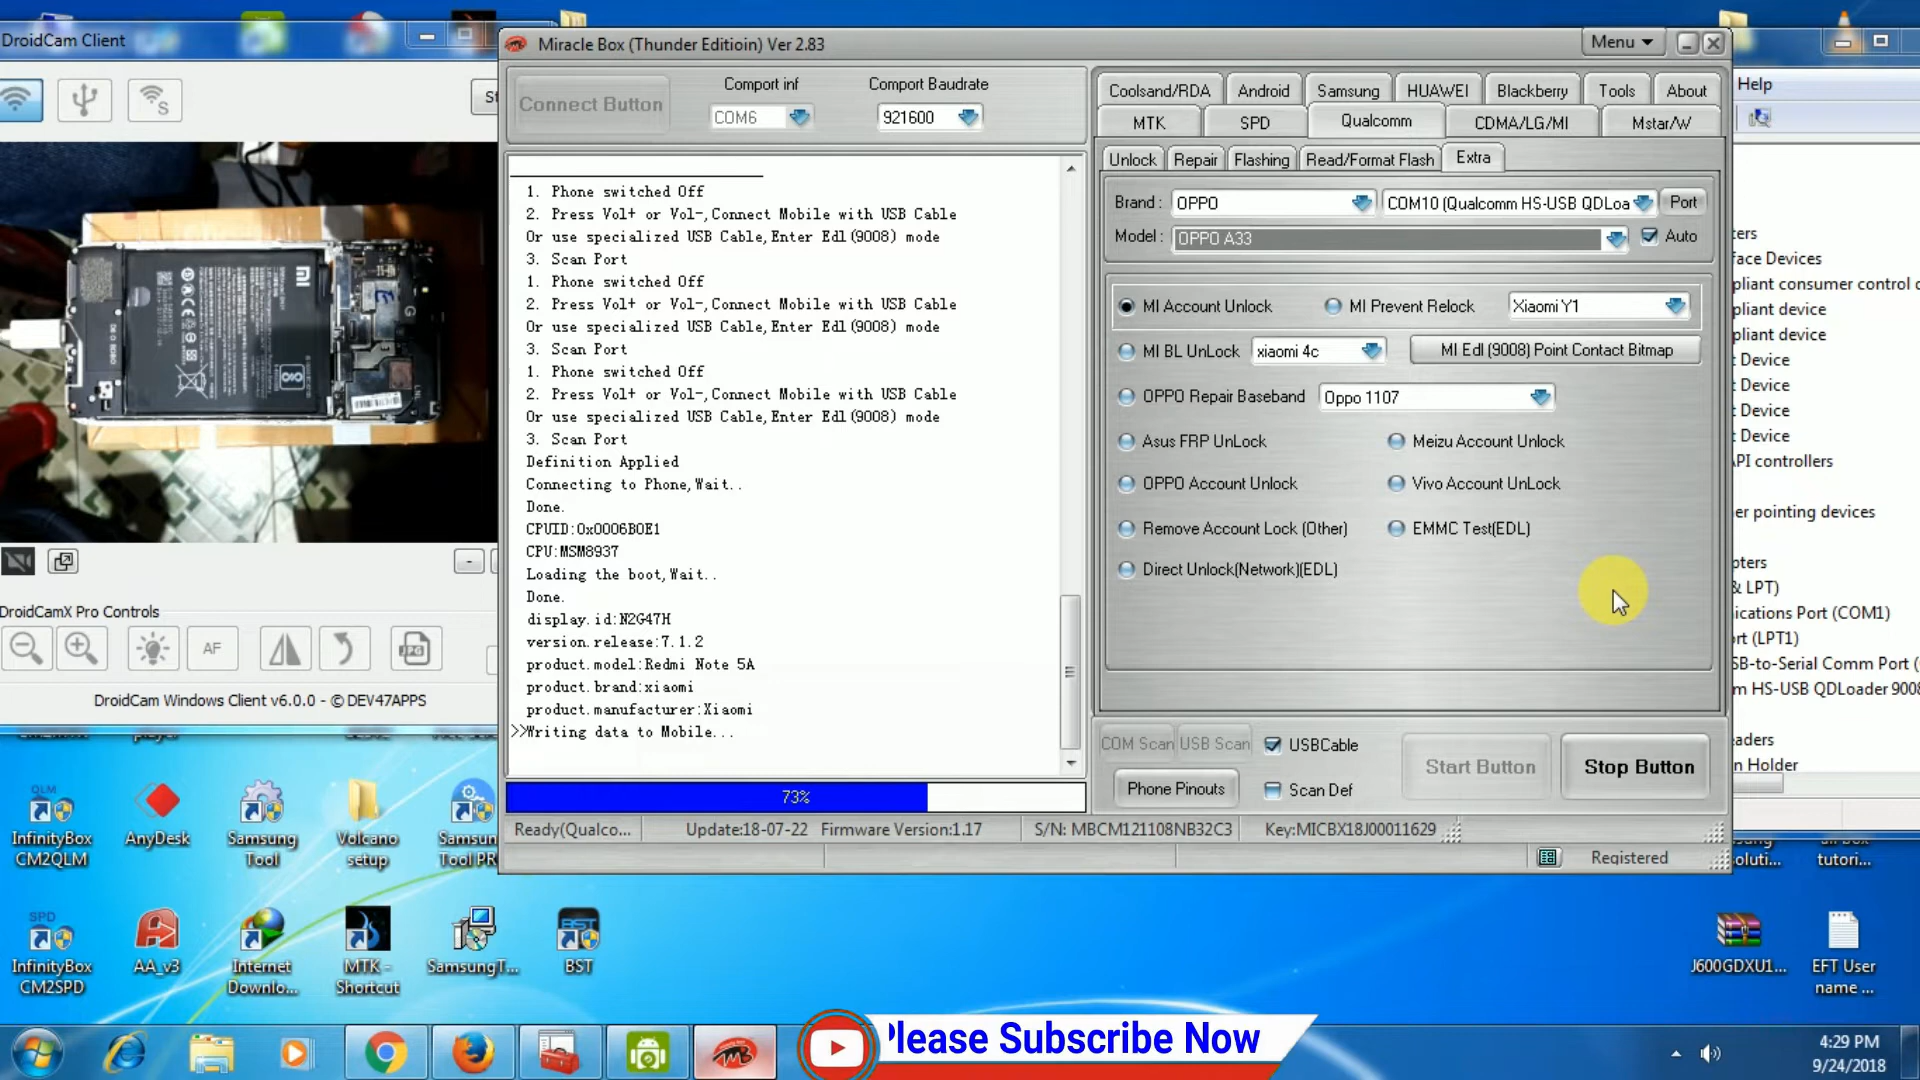 DroidCam Client
St
DroidCamX Pro Controls
AF
JPG
-
DroidCam Windows Client v6.0.0 - © DEV47APPS
Miracle Box (Thunder Editioin) Ver 2.83
Menu
Connect Button
Comport inf
COM6
Comport Baudrate
921600
1. Phone switched Off
2. Press Vol+ or Vol-,Connect Mobile with USB Cable
Or use specialized USB Cable,Enter Edl(9008) mode
3. Scan Port
1. Phone switched Off
2. Press Vol+ or Vol-,Connect Mobile with USB Cable
Or use specialized USB Cable,Enter Edl(9008) mode
3. Scan Port
1. Phone switched Off
2. Press Vol+ or Vol-,Connect Mobile with USB Cable
Or use specialized USB Cable,Enter Edl(9008) mode
3. Scan Port
Definition Applied
Connecting to Phone,Wait..
Done.
CPUID:0x0006B0E1
CPU:MSM8937
Loading the boot,Wait..
Done.
display.id:N2G47H
version.release:7.1.2
product.model:Redmi Note 5A
product.brand:xiaomi
product.manufacturer:Xiaomi
>>Writing data to Mobile...
73%
Coolsand/RDA Android Samsung HUAWEI Blackberry Tools About
MTK SPD Qualcomm CDMA/LG/MI Mstar/W
Unlock Repair Flashing Read/Format Flash Extra
Brand : OPPO COM10 (Qualcomm HS-USB QDLoa Port
Model : OPPO A33 Auto
MI Account Unlock MI Prevent Relock Xiaomi Y1
MI BL UnLock xiaomi 4c MI Edl (9008) Point Contact Bitmap
OPPO Repair Baseband Oppo 1107
Asus FRP UnLock Meizu Account Unlock
OPPO Account Unlock Vivo Account UnLock
Remove Account Lock (Other) EMMC Test(EDL)
Direct Unlock(Network)(EDL)
COM Scan USB Scan USBCable Start Button Stop Button
Phone Pinouts Scan Def
Ready(Qualco... Update:18-07-22 Firmware Version:1.17 S/N: MBCM121108NB32C3 Key:MICBX18J00011629
Registered
Help
ters
face Devices
pliant consumer control d
pliant device
pliant device
t Device
t Device
t Device
t Device
API controllers
er pointing devices
pters
& LPT)
ications Port (COM1)
rt (LPT1)
SB-to-Serial Comm Port (
m HS-USB QDLoader 9008
eaders
n Holder
InfinityBox CM2QLM
AnyDesk
Samsung Tool
Volcano setup
Samsun Tool PR
oluti...
tutori...
InfinityBox CM2SPD
AA_v3
Internet Downlo...
MTK - Shortcut
SamsungT...
BST
J600GDXU1...
EFT User name ...
lease Subscribe Now
4:29 PM
9/24/2018